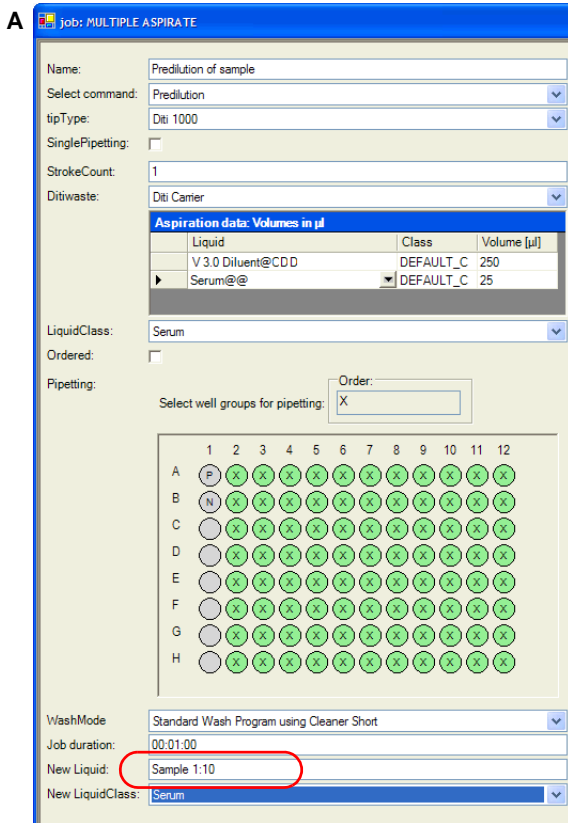 A
job: MULTIPLE ASPIRATE
Name: Predilution of sample
Select command: Predilution
tipType: Diti 1000
SinglePipetting:
StrokeCount: 1
Ditiwaste: Diti Carrier
Aspiration data: Volumes in µl
Liquid Class Volume [µl]
V 3.0 Diluent@CDD DEFAULT_C 250
Serum@@ DEFAULT_C 25
LiquidClass: Serum
Ordered:
Pipetting:
Order:
Select well groups for pipetting: X
1 2 3 4 5 6 7 8 9 10 11 12
A P X X X X X X X X X X X
B N X X X X X X X X X X X
C X X X X X X X X X X X
D X X X X X X X X X X X
E X X X X X X X X X X X
F X X X X X X X X X X X
G X X X X X X X X X X X
H X X X X X X X X X X X
WashMode Standard Wash Program using Cleaner Short
Job duration: 00:01:00
New Liquid: Sample 1:10
New LiquidClass: Serum